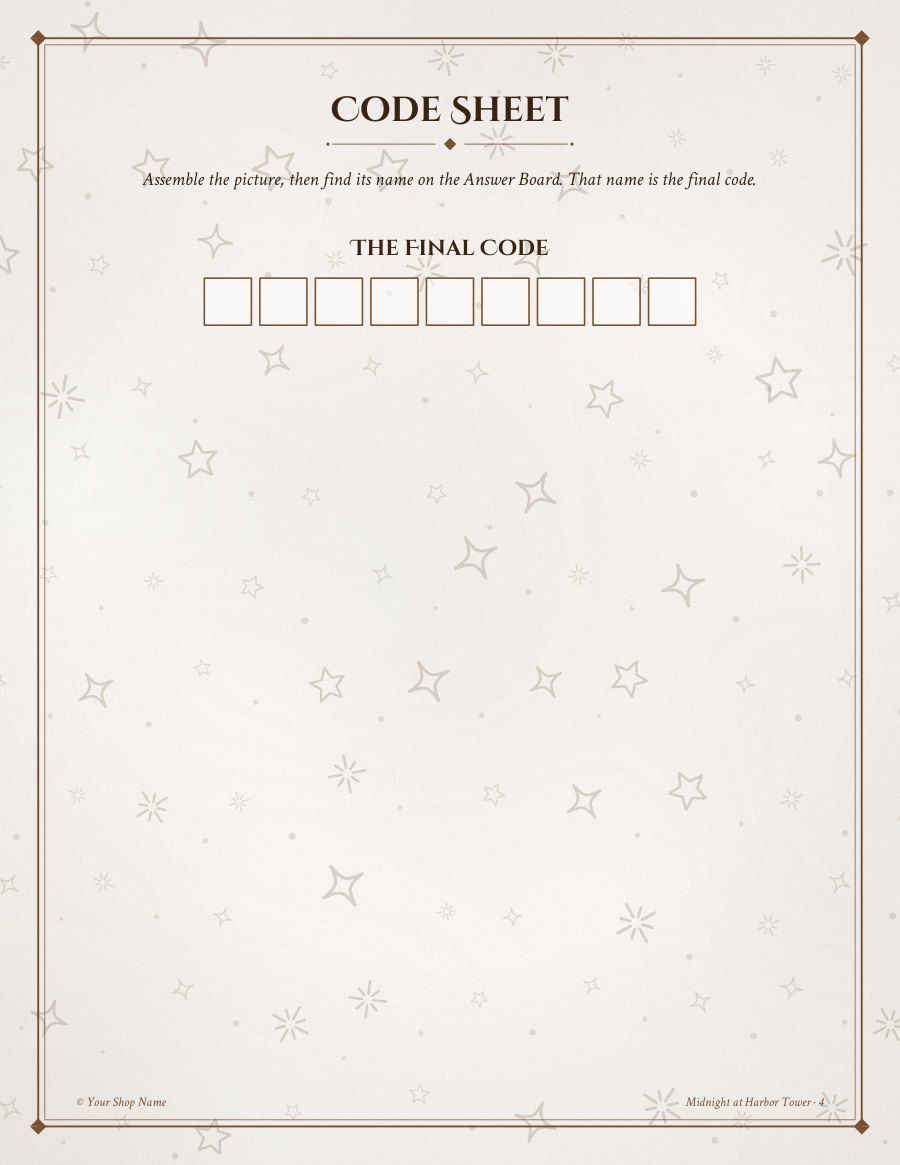 Code Sheet
Assemble the picture, then find its name on the Answer Board. That name is the final code.
The Final Code
© Your Shop Name
Midnight at Harbor Tower · 4